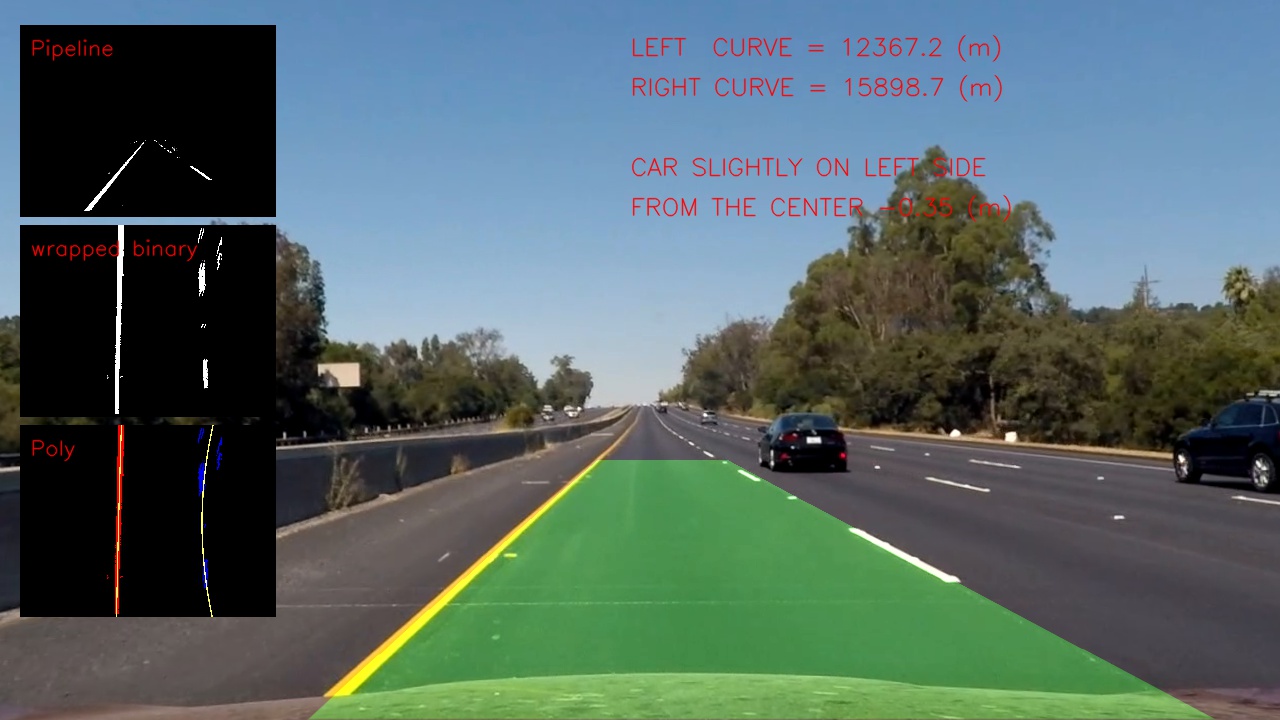 Pipeline
LEFT CURVE = 12367.2 (m)
RIGHT CURVE = 15898.7 (m)
CAR SLIGHTLY ON LEFT SIDE
FROM THE CENTER -0.35 (m)
wrapped binary
Poly